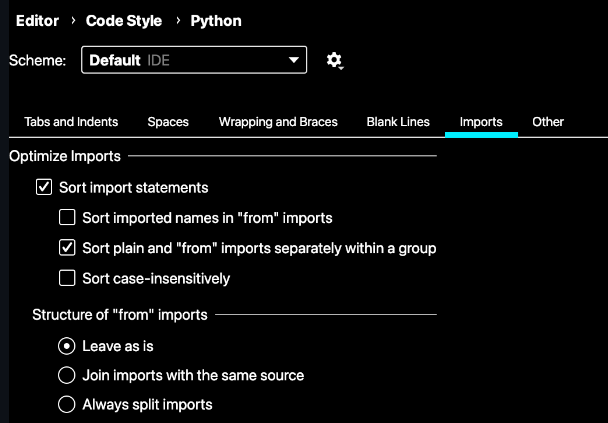 Editor › Code Style › Python
Scheme: Default IDE
Tabs and Indents Spaces Wrapping and Braces Blank Lines Imports Other
Optimize Imports
Sort import statements
Sort imported names in "from" imports
Sort plain and "from" imports separately within a group
Sort case-insensitively
Structure of "from" imports
Leave as is
Join imports with the same source
Always split imports